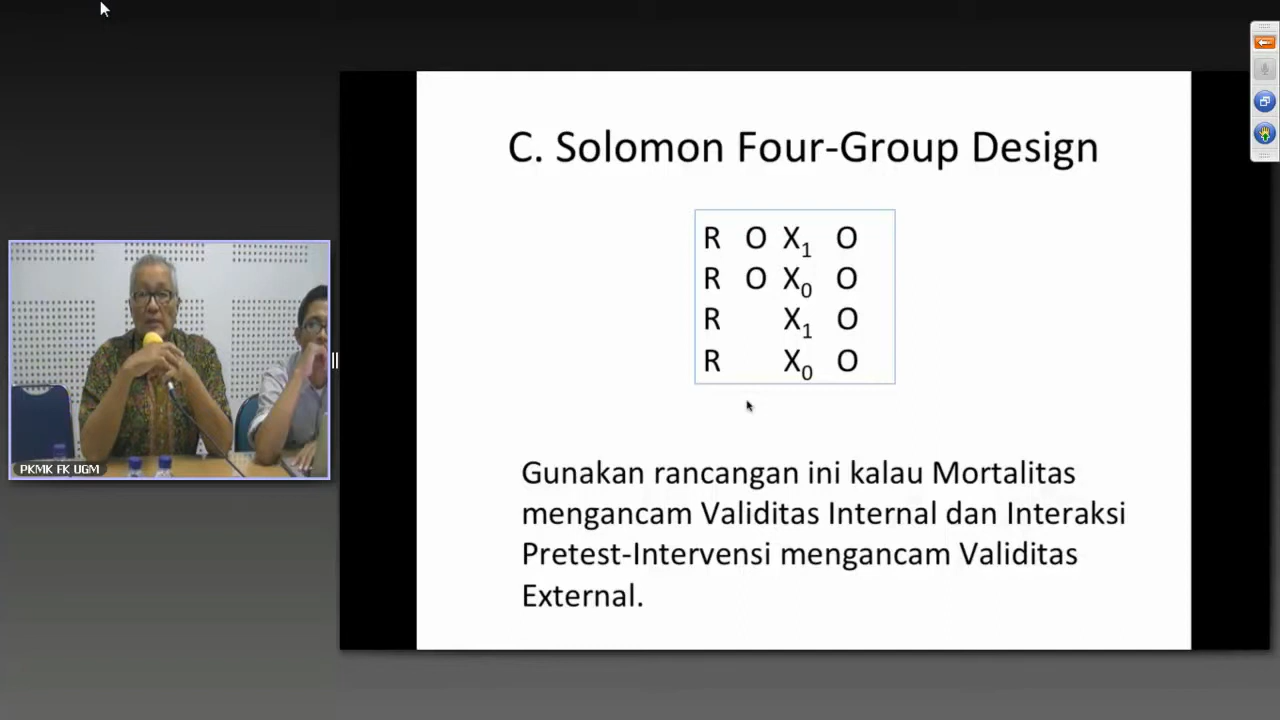 C. Solomon Four-Group Design
R O X₁ O
R O X₀ O
R X₁ O
R X₀ O
Gunakan rancangan ini kalau Mortalitas
mengancam Validitas Internal dan Interaksi
Pretest-Intervensi mengancam Validitas
External.
PKMK FK UGM